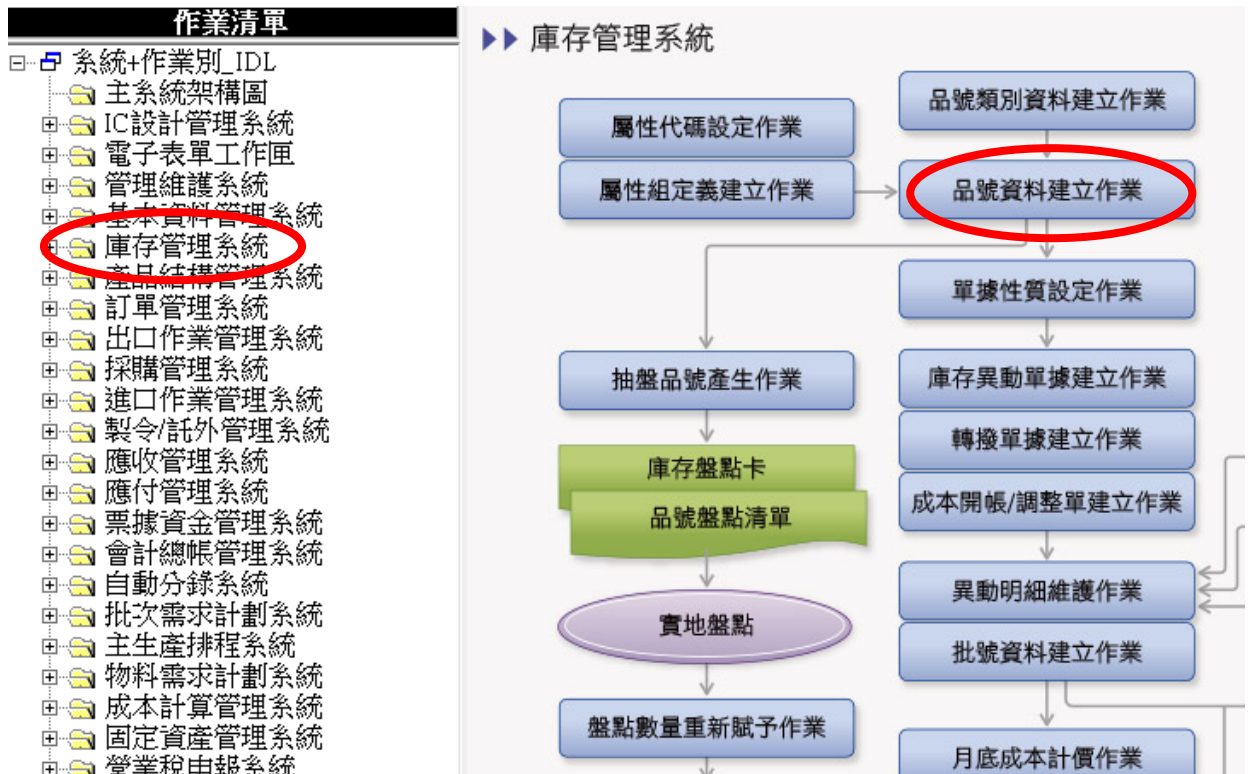 作業清單
系統+作業別_IDL
主系統架構圖
IC設計管理系統
電子表單工作匣
管理維護系統
基本資料管理系統
庫存管理系統
產品結構管理系統
訂單管理系統
出口作業管理系統
採購管理系統
進口作業管理系統
製令/託外管理系統
應收管理系統
應付管理系統
票據資金管理系統
會計總帳管理系統
自動分錄系統
批次需求計劃系統
主生產排程系統
物料需求計劃系統
成本計算管理系統
固定資產管理系統
營業稅申報系統
庫存管理系統
品號類別資料建立作業
屬性代碼設定作業
屬性組定義建立作業
品號資料建立作業
單據性質設定作業
抽盤品號產生作業
庫存異動單據建立作業
轉撥單據建立作業
庫存盤點卡
成本開帳/調整單建立作業
品號盤點清單
異動明細維護作業
實地盤點
批號資料建立作業
盤點數量重新賦予作業
月底成本計價作業